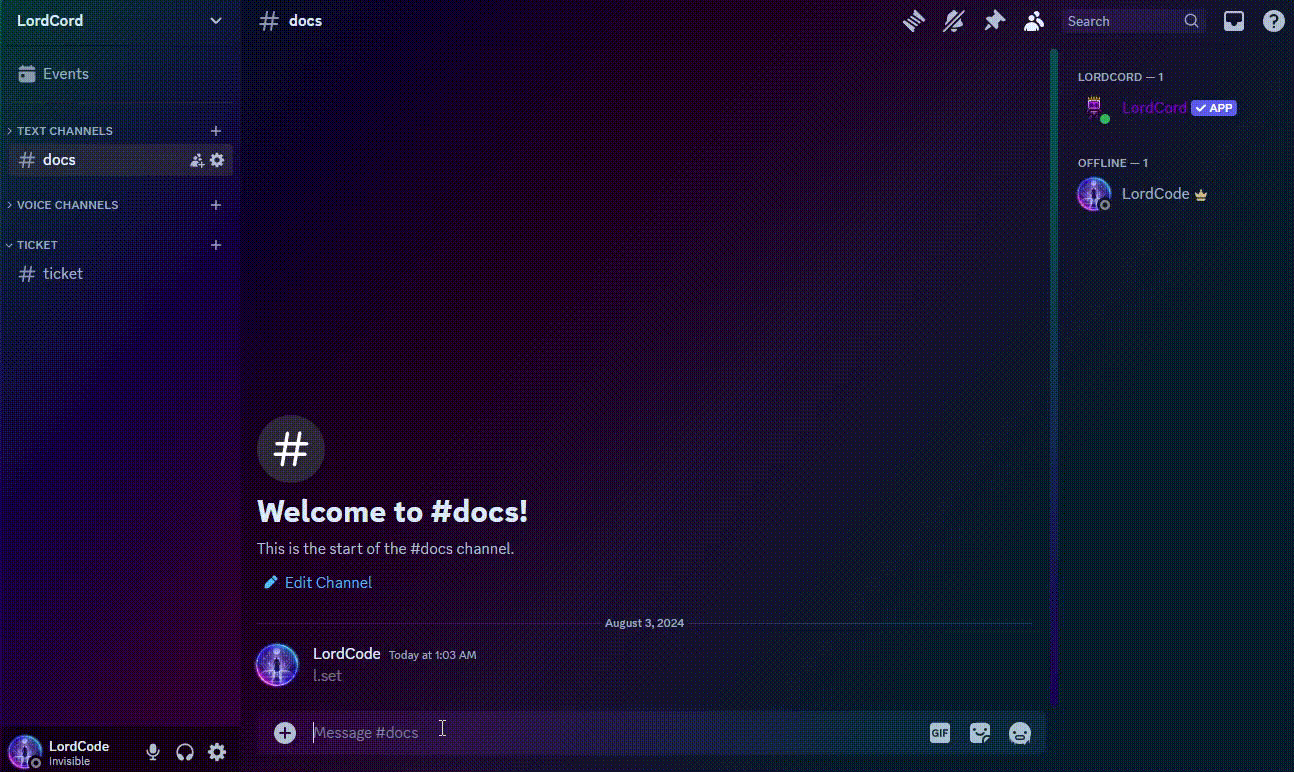 LordCord
Events
TEXT CHANNELS
docs
VOICE CHANNELS
TICKET
ticket
LordCode
Invisible
# docs
Search
Welcome to #docs!
This is the start of the #docs channel.
Edit Channel
August 3, 2024
LordCode Today at 1:03 AM
l.set
Message #docs
GIF
LORDCORD — 1
LordCord APP
OFFLINE — 1
LordCode